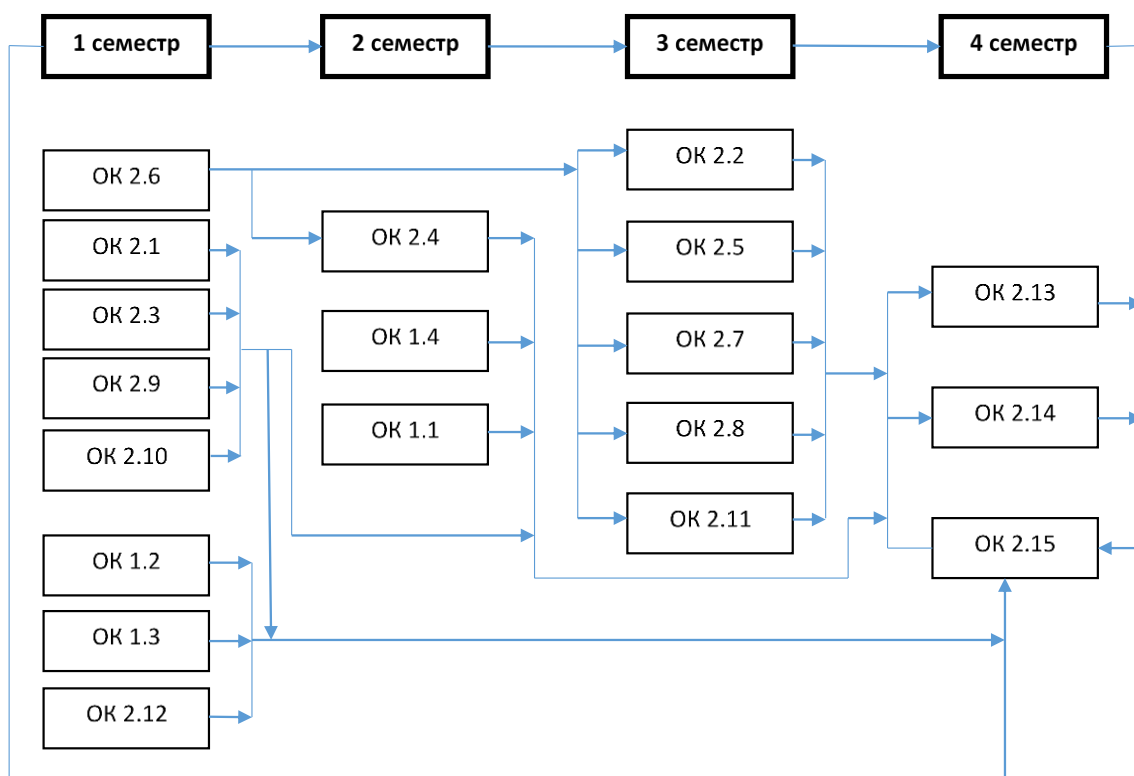 1 семестр
2 семестр
3 семестр
4 семестр
ОК 2.6
ОК 2.1
ОК 2.3
ОК 2.9
ОК 2.10
ОК 1.2
ОК 1.3
ОК 2.12
ОК 2.4
ОК 1.4
ОК 1.1
ОК 2.2
ОК 2.5
ОК 2.7
ОК 2.8
ОК 2.11
ОК 2.13
ОК 2.14
ОК 2.15